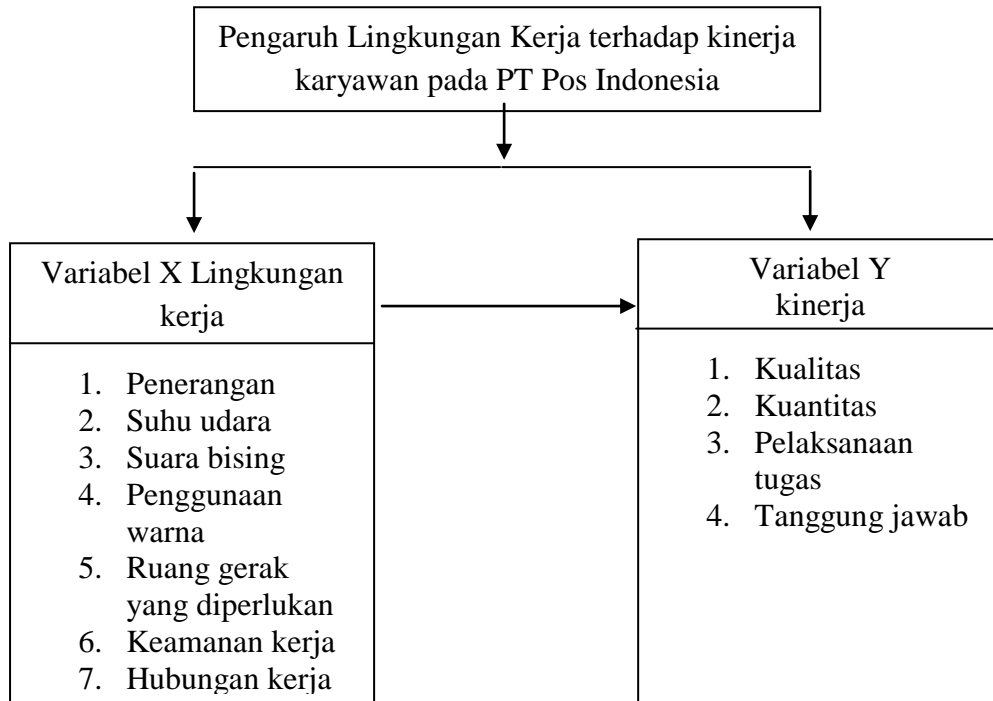 Pengaruh Lingkungan Kerja terhadap kinerja
karyawan pada PT Pos Indonesia
Variabel X Lingkungan
kerja
1. Penerangan
2. Suhu udara
3. Suara bising
4. Penggunaan
warna
5. Ruang gerak
yang diperlukan
6. Keamanan kerja
7. Hubungan kerja
Variabel Y
kinerja
1. Kualitas
2. Kuantitas
3. Pelaksanaan
tugas
4. Tanggung jawab